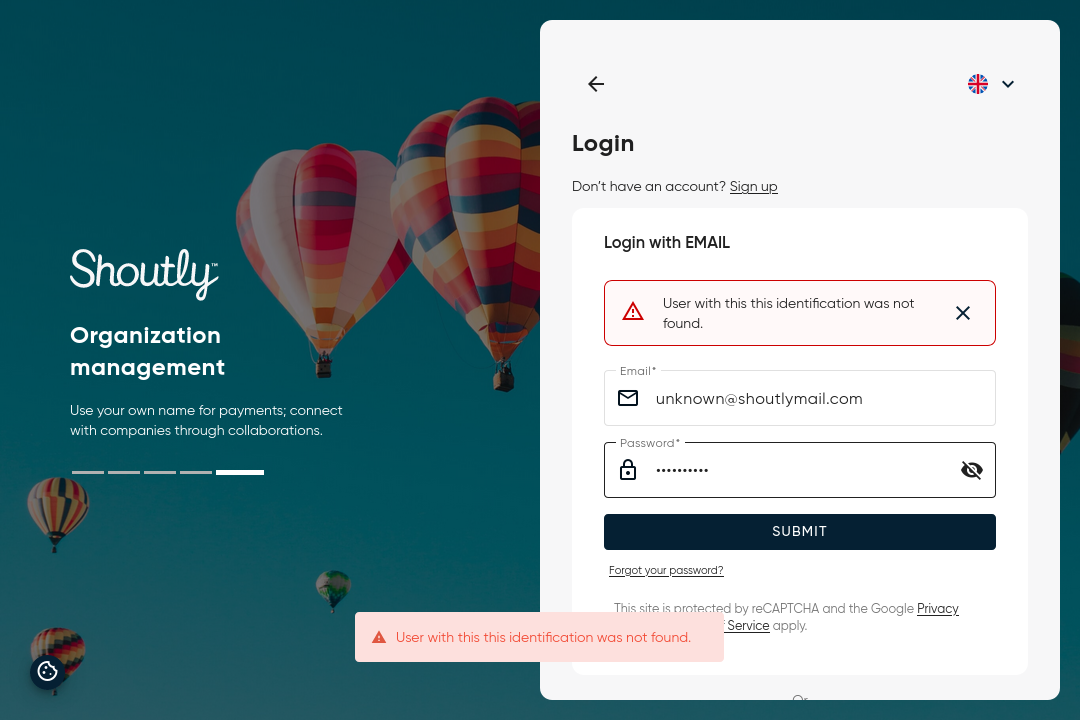 Shoutly™
Organization
management
Use your own name for payments; connect
with companies through collaborations.
Login
Don't have an account? Sign up
Login with EMAIL
User with this this identification was not
found.
Email*
unknown@shoutlymail.com
Password*
••••••••••
SUBMIT
Forgot your password?
This site is protected by reCAPTCHA and the Google Privacy
Service apply.
User with this this identification was not found.
Or